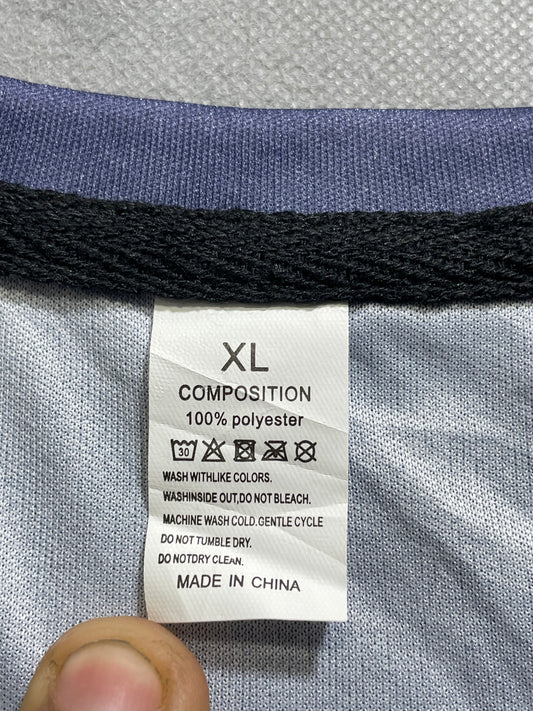 XL
COMPOSITION
100% polyester
30
WASH WITHLIKE COLORS.
WASHINSIDE OUT,DO NOT BLEACH.
MACHINE WASH COLD.GENTLE CYCLE
DO NOT TUMBLE DRY.
DO NOTDRY CLEAN.
MADE IN CHINA